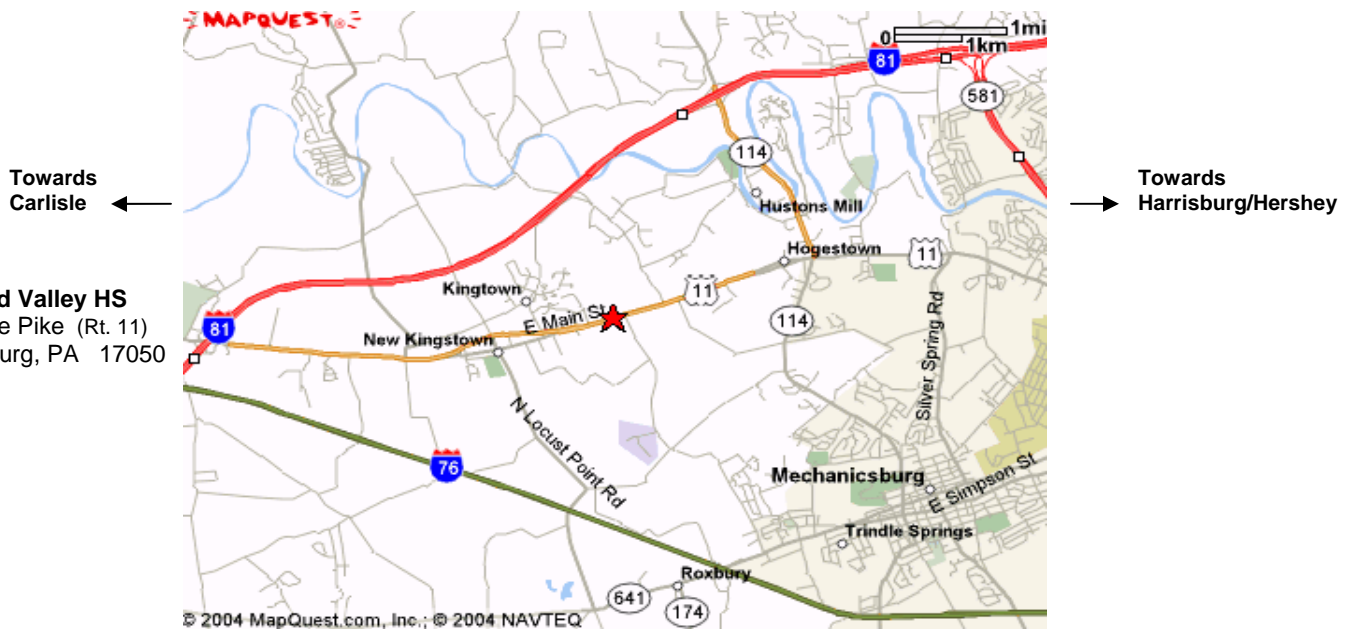 MAPQUEST®
0 1mi
1km
81
581
Towards
Carlisle
114
Towards
Harrisburg/Hershey
Hustons Mill
Hogestown
11
Kingtown
11
d Valley HS
E Main St
81
e Pike (Rt. 11)
114
New Kingstown
burg, PA 17050
Silver Spring Rd
N Locust Point Rd
76
Mechanicsburg
E Simpson St
Trindle Springs
Roxbury
641
174
© 2004 MapQuest.com, Inc.; © 2004 NAVTEQ